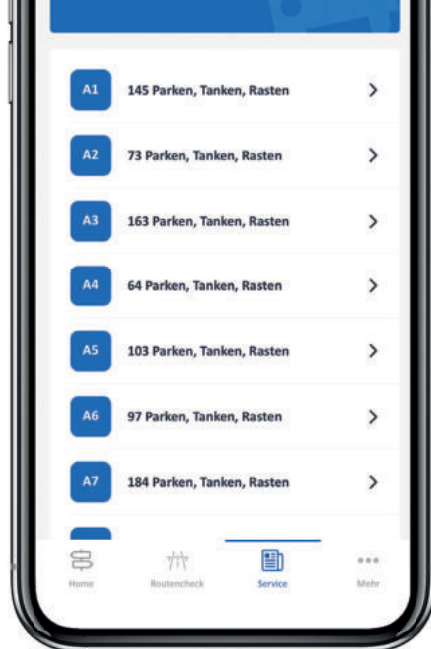 A1 145 Parken, Tanken, Rasten
A2 73 Parken, Tanken, Rasten
A3 163 Parken, Tanken, Rasten
A4 64 Parken, Tanken, Rasten
A5 103 Parken, Tanken, Rasten
A6 97 Parken, Tanken, Rasten
A7 184 Parken, Tanken, Rasten
Home Routencheck Service Mehr